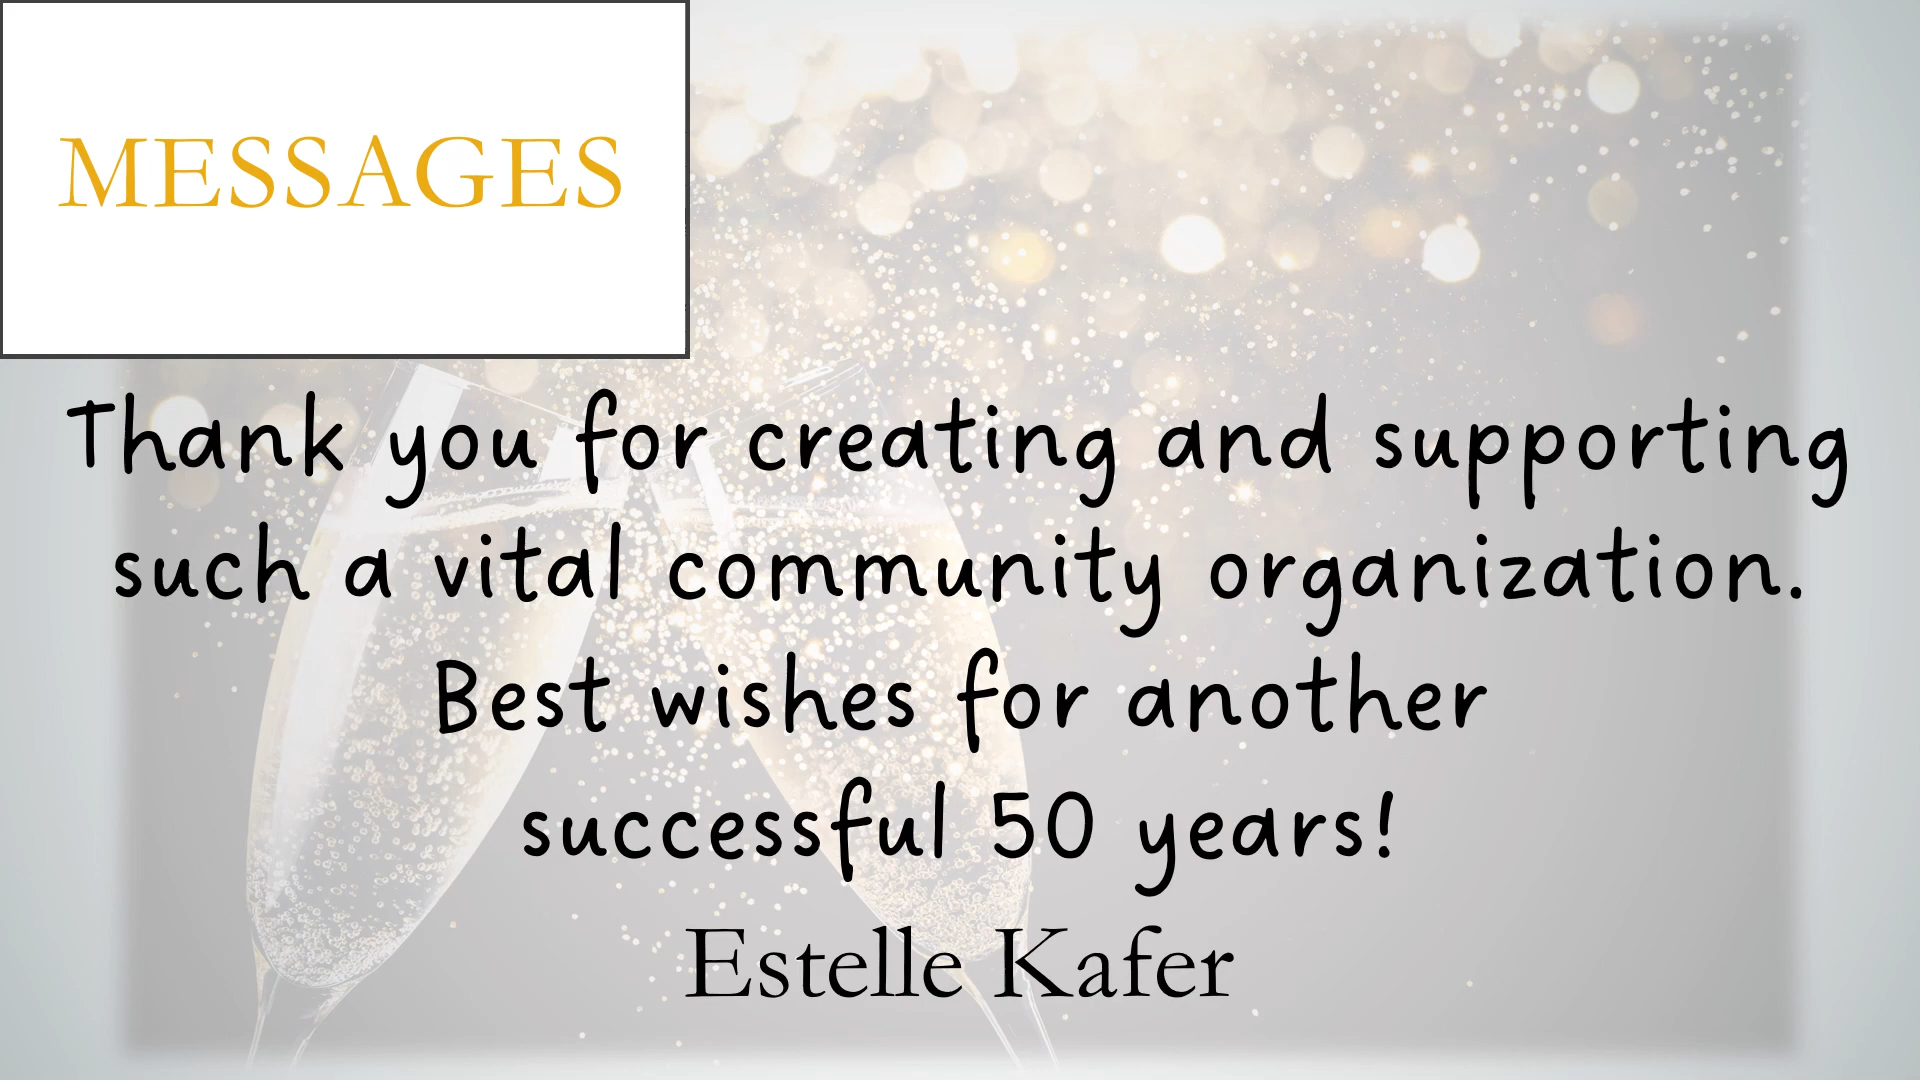 MESSAGES
Thank you for creating and supporting
such a vital community organization.
Best wishes for another
successful 50 years!
Estelle Kafer